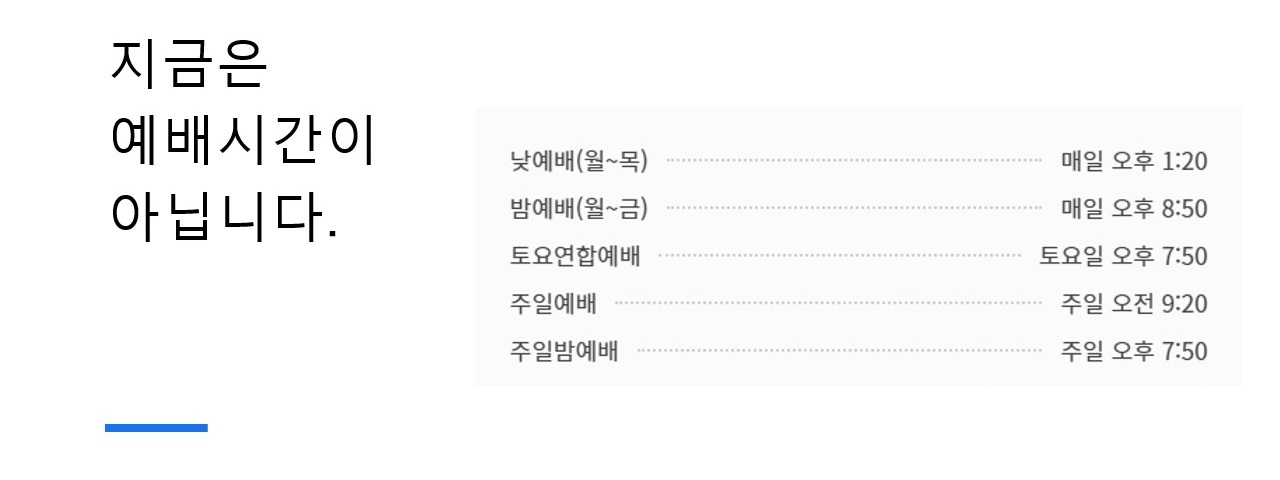 지금은
예배시간이
아닙니다.
낮예배(월~목) 매일 오후 1:20
밤예배(월~금) 매일 오후 8:50
토요연합예배 토요일 오후 7:50
주일예배 주일 오전 9:20
주일밤예배 주일 오후 7:50